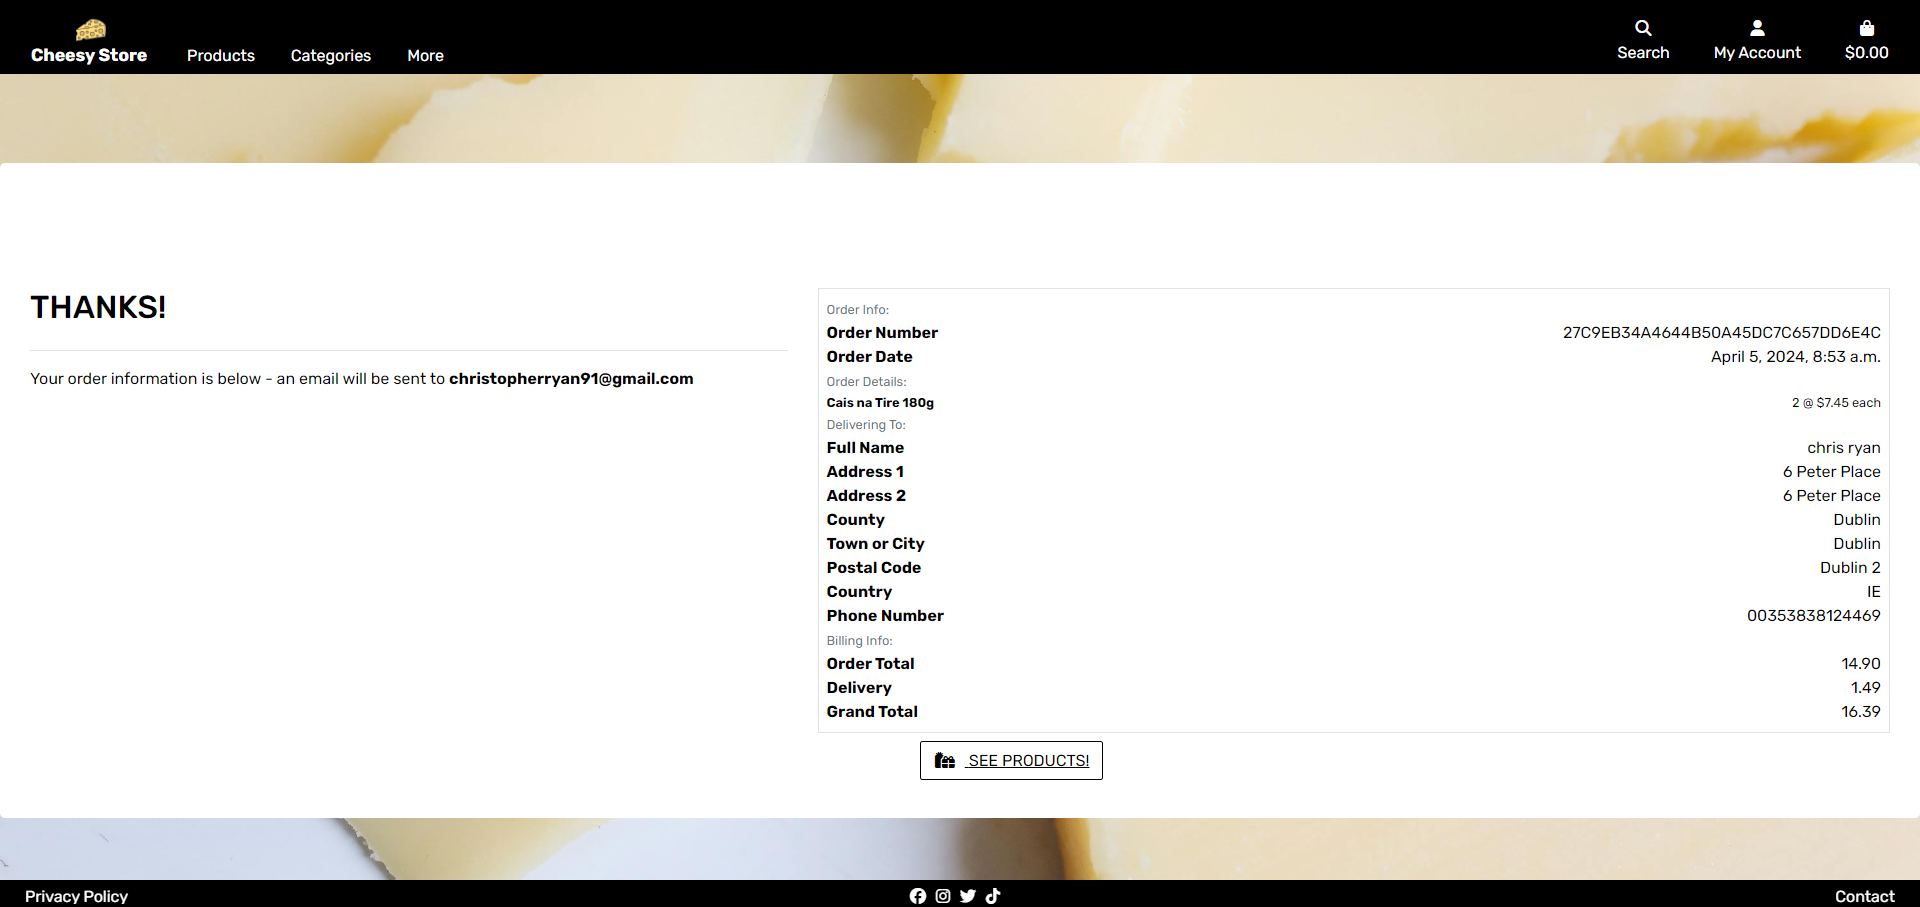 Cheesy Store
Products
Categories
More
Search
My Account
$0.00
THANKS!
Your order information is below - an email will be sent to christopherryan91@gmail.com
Order Info:
Order Number 27C9EB34A4644B50A45DC7C657DD6E4C
Order Date April 5, 2024, 8:53 a.m.
Order Details:
Cais na Tire 180g 2 @ $7.45 each
Delivering To:
Full Name chris ryan
Address 1 6 Peter Place
Address 2 6 Peter Place
County Dublin
Town or City Dublin
Postal Code Dublin 2
Country IE
Phone Number 00353838124469
Billing Info:
Order Total 14.90
Delivery 1.49
Grand Total 16.39
SEE PRODUCTS!
Privacy Policy
Contact